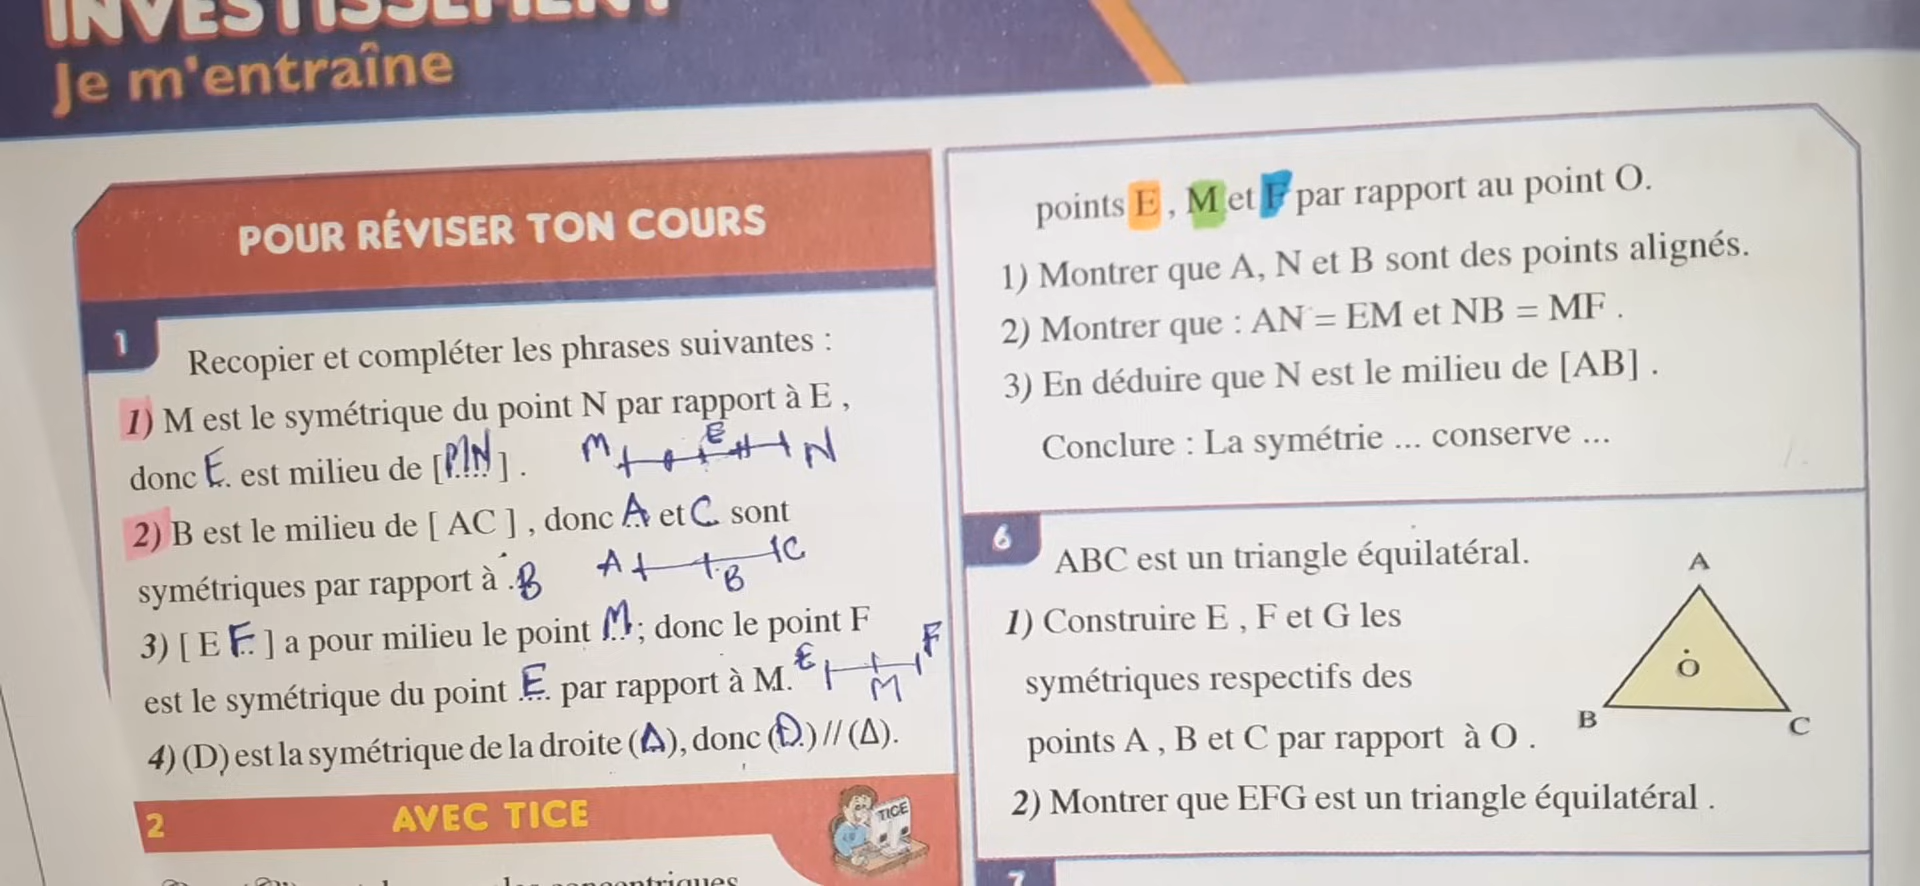 INVESTISSEMENT
Je m'entraîne
POUR RÉVISER TON COURS
1
Recopier et compléter les phrases suivantes :
1) M est le symétrique du point N par rapport à E ,
donc E est milieu de [MN] .
M E N
2) B est le milieu de [ AC ] , donc A et C sont
symétriques par rapport à B
A B C
3) [ E F ] a pour milieu le point M ; donc le point F
est le symétrique du point E par rapport à M.
E M F
4) (D) est la symétrique de la droite (Δ), donc (D) // (Δ).
2
AVEC TICE
TICE
points E , M et F par rapport au point O.
1) Montrer que A, N et B sont des points alignés.
2) Montrer que : AN = EM et NB = MF .
3) En déduire que N est le milieu de [AB] .
Conclure : La symétrie ... conserve ...
6
ABC est un triangle équilatéral.
1) Construire E , F et G les
symétriques respectifs des
points A , B et C par rapport à O .
2) Montrer que EFG est un triangle équilatéral .
A
O
B
C
7